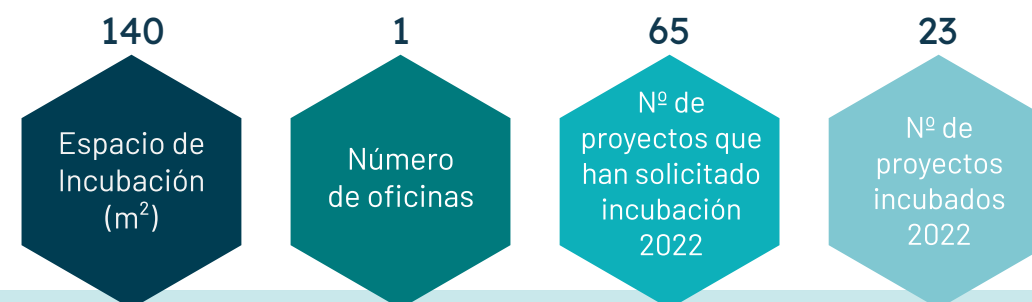 140
Espacio de
Incubación
(m²)
1
Número
de oficinas
65
Nº de
proyectos que
han solicitado
incubación
2022
23
Nº de
proyectos
incubados
2022